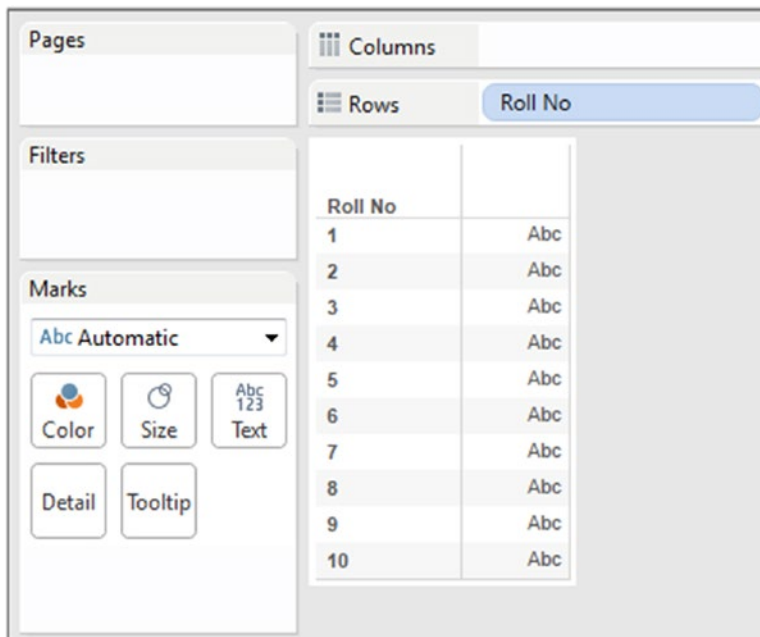 Pages
Columns
Rows Roll No
Filters
Roll No
1 Abc
2 Abc
3 Abc
4 Abc
5 Abc
6 Abc
7 Abc
8 Abc
9 Abc
10 Abc
Marks
Abc Automatic
Color Size Abc 123 Text
Detail Tooltip